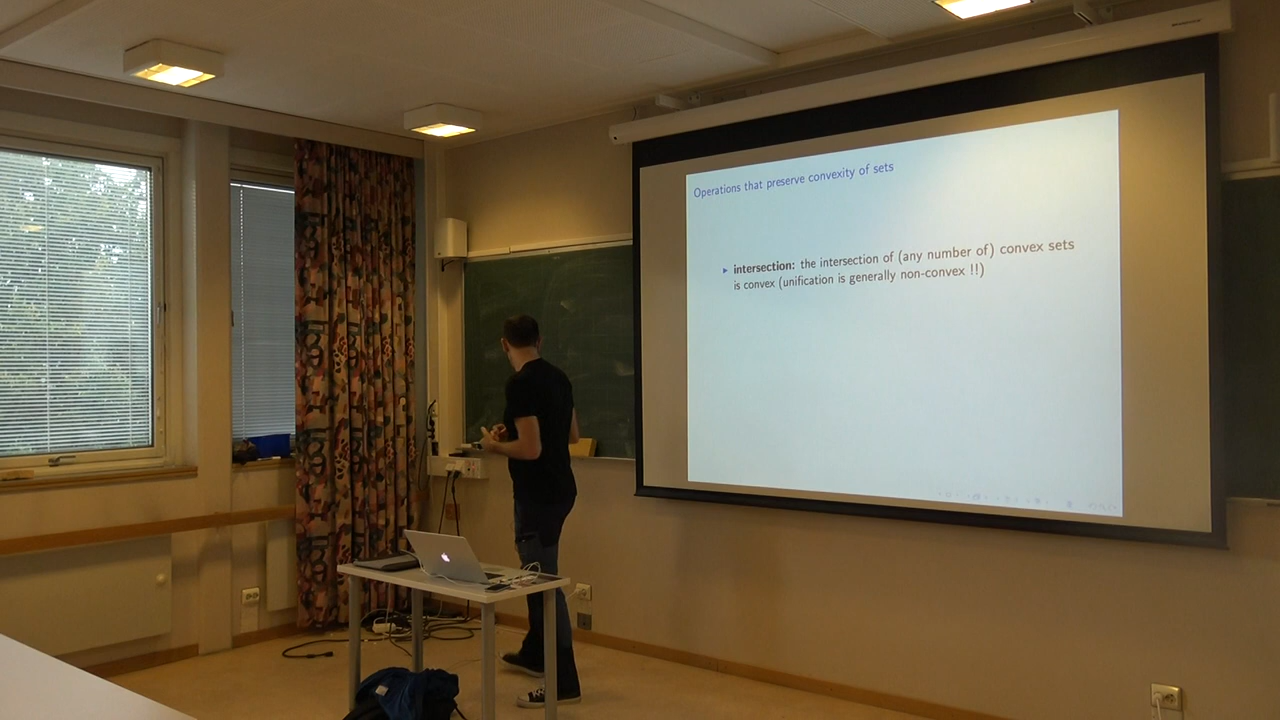 Operations that preserve convexity of sets
▸ intersection: the intersection of (any number of) convex sets
is convex (unification is generally non-convex !!)